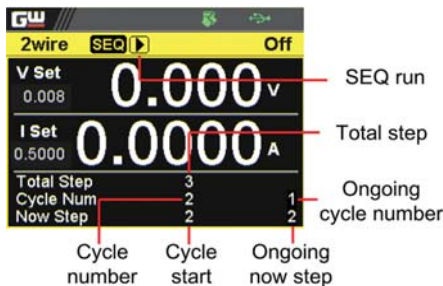 GW
2wire SEQ Off
V Set
0.008
0.000 V
I Set
0.5000
0.0000 A
Total Step 3
Cycle Num 2 1
Now Step 2 2
SEQ run
Total step
Ongoing
cycle number
Cycle
number
Cycle
start
Ongoing
now step